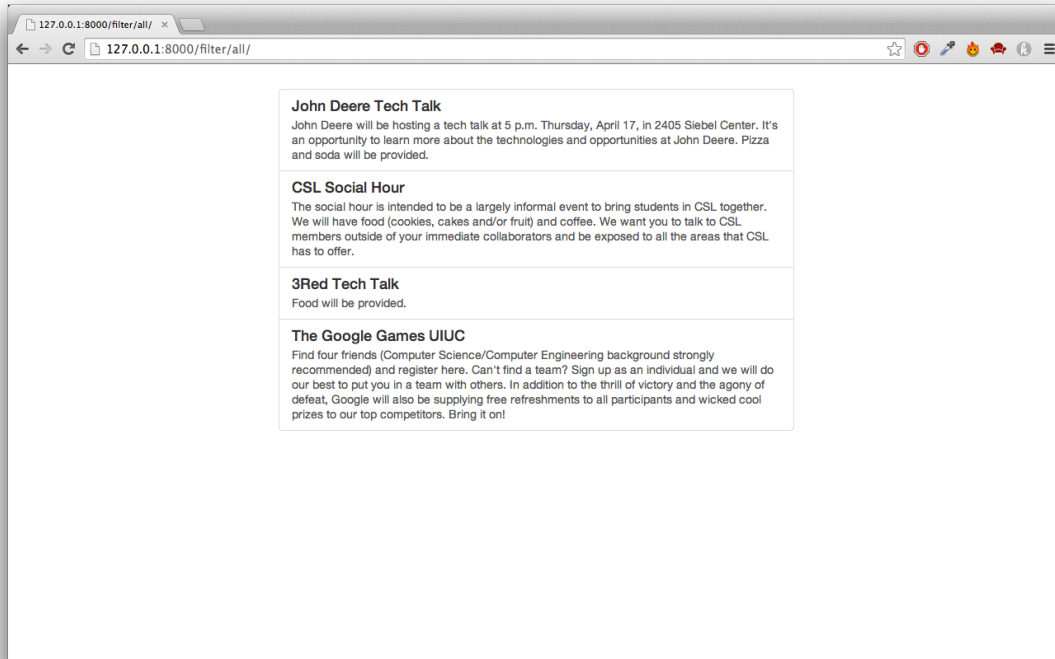 127.0.0.1:8000/filter/all/
127.0.0.1:8000/filter/all/
John Deere Tech Talk
John Deere will be hosting a tech talk at 5 p.m. Thursday, April 17, in 2405 Siebel Center. It's
an opportunity to learn more about the technologies and opportunities at John Deere. Pizza
and soda will be provided.
CSL Social Hour
The social hour is intended to be a largely informal event to bring students in CSL together.
We will have food (cookies, cakes and/or fruit) and coffee. We want you to talk to CSL
members outside of your immediate collaborators and be exposed to all the areas that CSL
has to offer.
3Red Tech Talk
Food will be provided.
The Google Games UIUC
Find four friends (Computer Science/Computer Engineering background strongly
recommended) and register here. Can't find a team? Sign up as an individual and we will do
our best to put you in a team with others. In addition to the thrill of victory and the agony of
defeat, Google will also be supplying free refreshments to all participants and wicked cool
prizes to our top competitors. Bring it on!